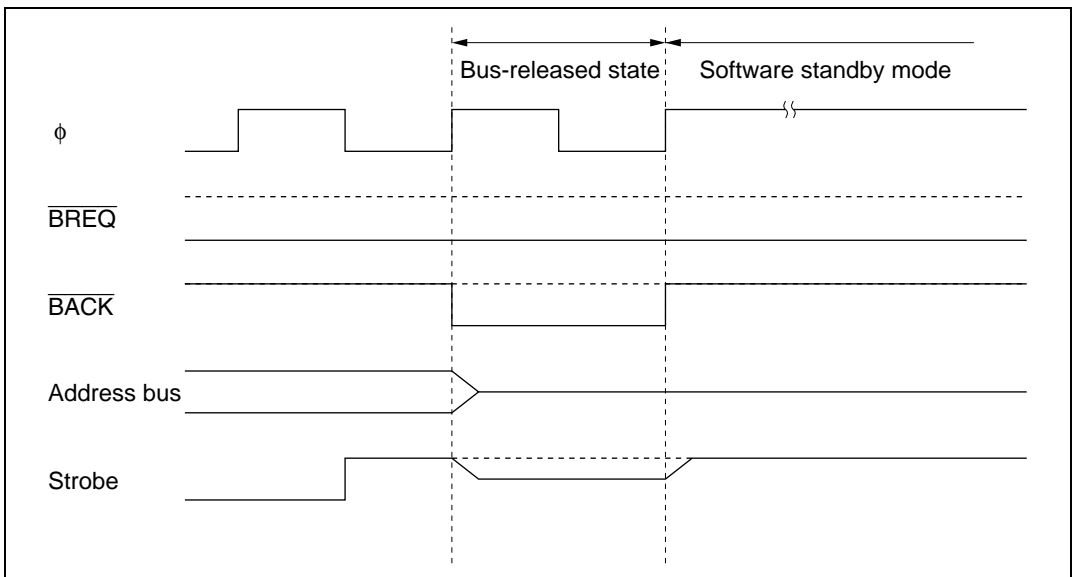 Bus-released state Software standby mode
φ
BREQ
BACK
Address bus
Strobe